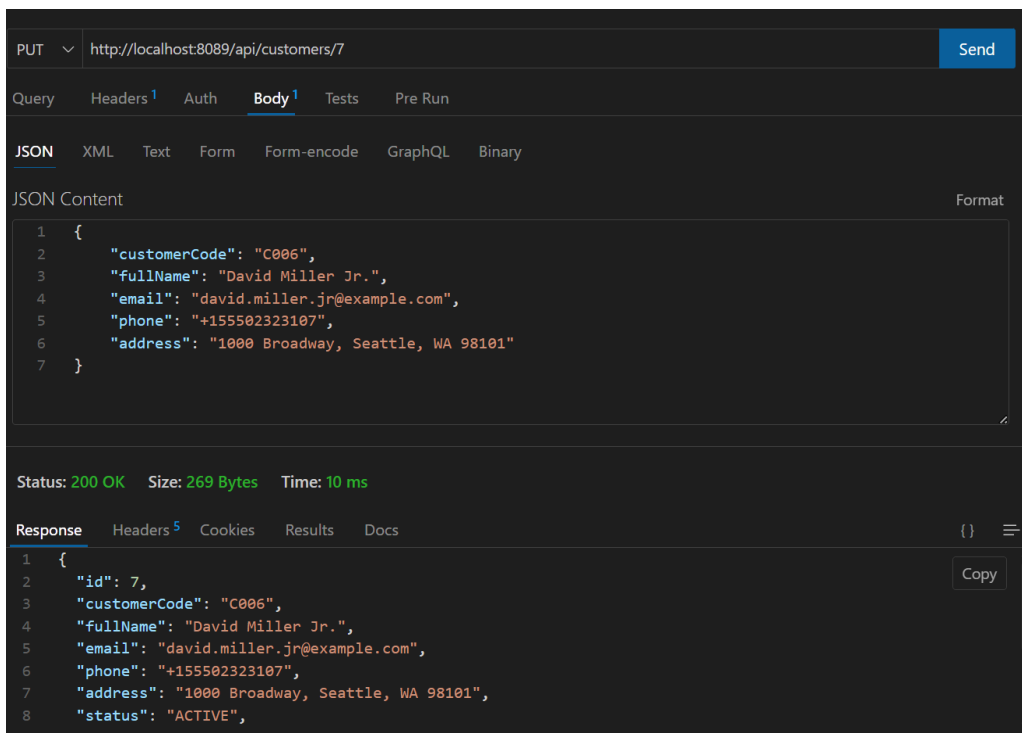 PUT http://localhost:8089/api/customers/7 Send
Query Headers 1 Auth Body 1 Tests Pre Run
JSON XML Text Form Form-encode GraphQL Binary
JSON Content Format
1 {
2 "customerCode": "C006",
3 "fullName": "David Miller Jr.",
4 "email": "david.miller.jr@example.com",
5 "phone": "+155502323107",
6 "address": "1000 Broadway, Seattle, WA 98101"
7 }
Status: 200 OK Size: 269 Bytes Time: 10 ms
Response Headers 5 Cookies Results Docs { }
1 {
Copy
2 "id": 7,
3 "customerCode": "C006",
4 "fullName": "David Miller Jr.",
5 "email": "david.miller.jr@example.com",
6 "phone": "+155502323107",
7 "address": "1000 Broadway, Seattle, WA 98101",
8 "status": "ACTIVE",